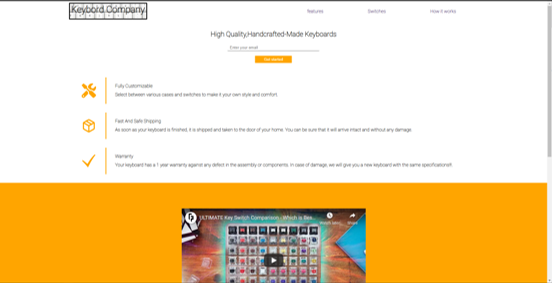 Keybord Company
features
Switches
How it works
High Quality,Handcrafted-Made Keyboards
Enter your email
Get started
Fully Customizable
Select between various cases and switches to make it your own style and comfort.
Fast And Safe Shipping
As soon as your keyboard is finished, it is shipped and taken to the door of your home. You can be sure that it will arrive intact and without any damage.
Warranty
Your keyboard has a 1 year warranty against any defect in the assembly or components. In case of damage, we will give you a new keyboard with the same specifications!.
ULTIMATE Key Switch Comparison - Which is Bes...
Share